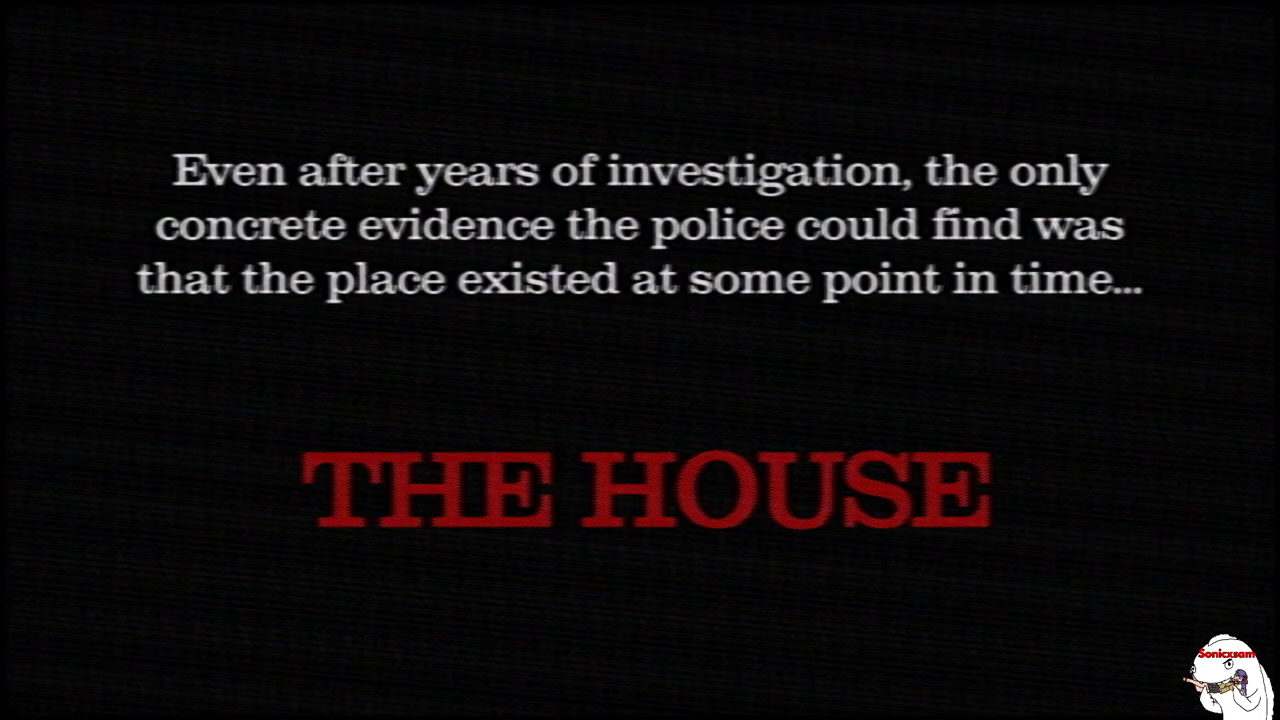 Even after years of investigation, the only
concrete evidence the police could find was
that the place existed at some point in time...
THE HOUSE
Sonicxsam